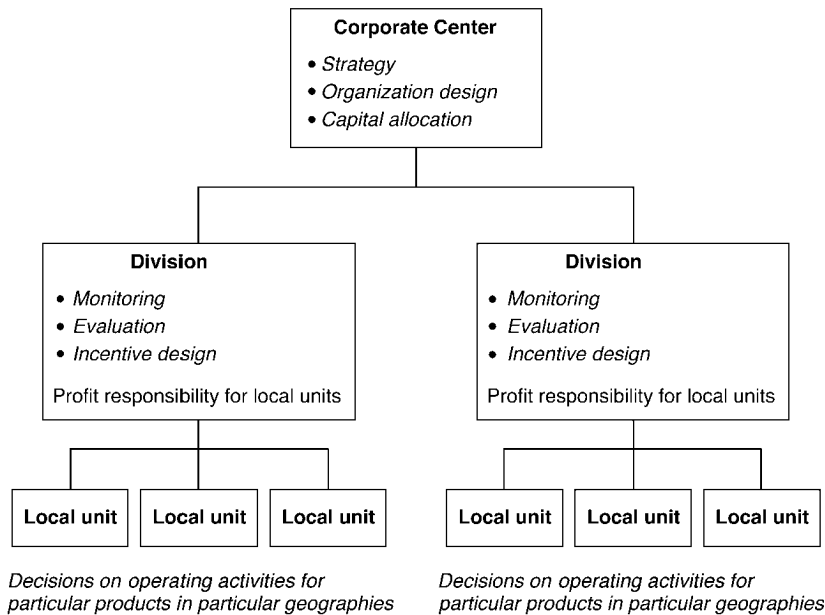 Corporate Center
• Strategy
• Organization design
• Capital allocation
Division
• Monitoring
• Evaluation
• Incentive design
Profit responsibility for local units
Division
• Monitoring
• Evaluation
• Incentive design
Profit responsibility for local units
Local unit
Local unit
Local unit
Local unit
Local unit
Local unit
Decisions on operating activities for
particular products in particular geographies
Decisions on operating activities for
particular products in particular geographies